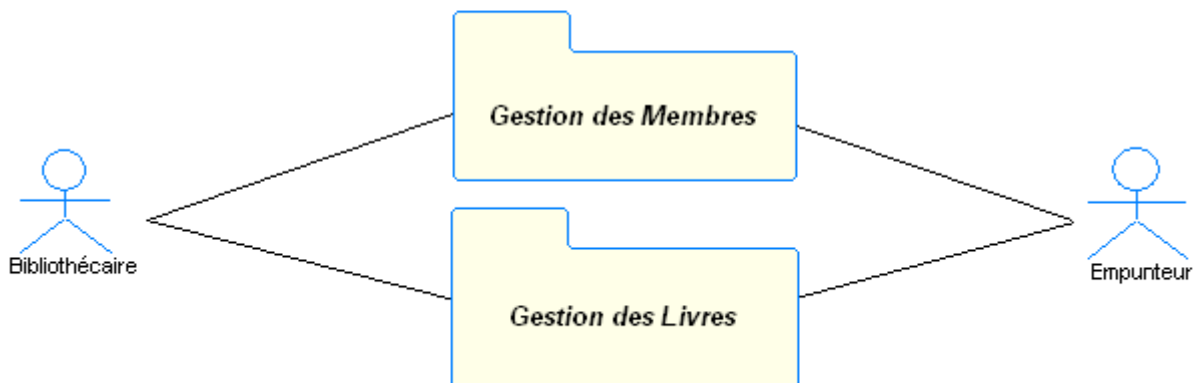 Gestion des Membres
Bibliothécaire
Empunteur
Gestion des Livres